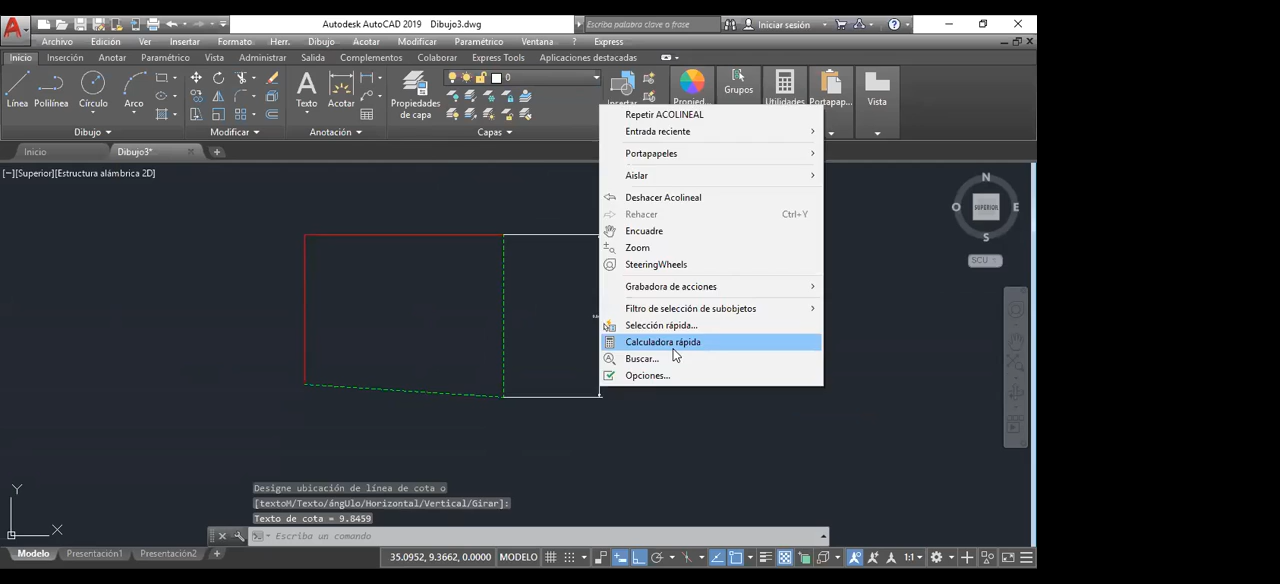 Autodesk AutoCAD 2019 Dibujo3.dwg
Escriba palabra clave o frase
Iniciar sesión
Archivo Edición Ver Insertar Formato Herr. Dibujo Acotar Modificar Paramétrico Ventana ? Express
Inicio Inserción Anotar Paramétrico Vista Administrar Salida Complementos Colaborar Express Tools Aplicaciones destacadas
0
Línea Polilínea Círculo Arco
Texto Acotar
Propiedades
de capa
Insertar
Propied...
Grupos
Utilidades
Portapap...
Vista
Dibujo Modificar Anotación Capas
Inicio Dibujo3*
[−][Superior][Estructura alámbrica 2D]
Repetir ACOLINEAL
Entrada reciente
Portapapeles
Aislar
Deshacer Acolineal
Rehacer Ctrl+Y
Encuadre
Zoom
SteeringWheels
Grabadora de acciones
Filtro de selección de subobjetos
Selección rápida...
Calculadora rápida
Buscar...
Opciones...
N
O SUPERIOR E
S
SCU
Designe ubicación de línea de cota o
[textoM/Texto/ángUlo/Horizontal/Vertical/Girar]:
Texto de cota = 9.8459
Escriba un comando
Y
X
Modelo Presentación1 Presentación2 +
35.0952, 9.3662, 0.0000 MODELO
1:1